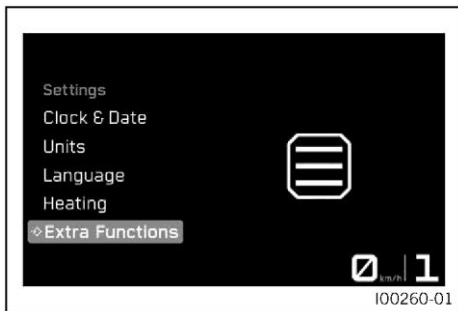 Settings
Clock & Date
Units
Language
Heating
Extra Functions
0 km/h 1
I00260-01